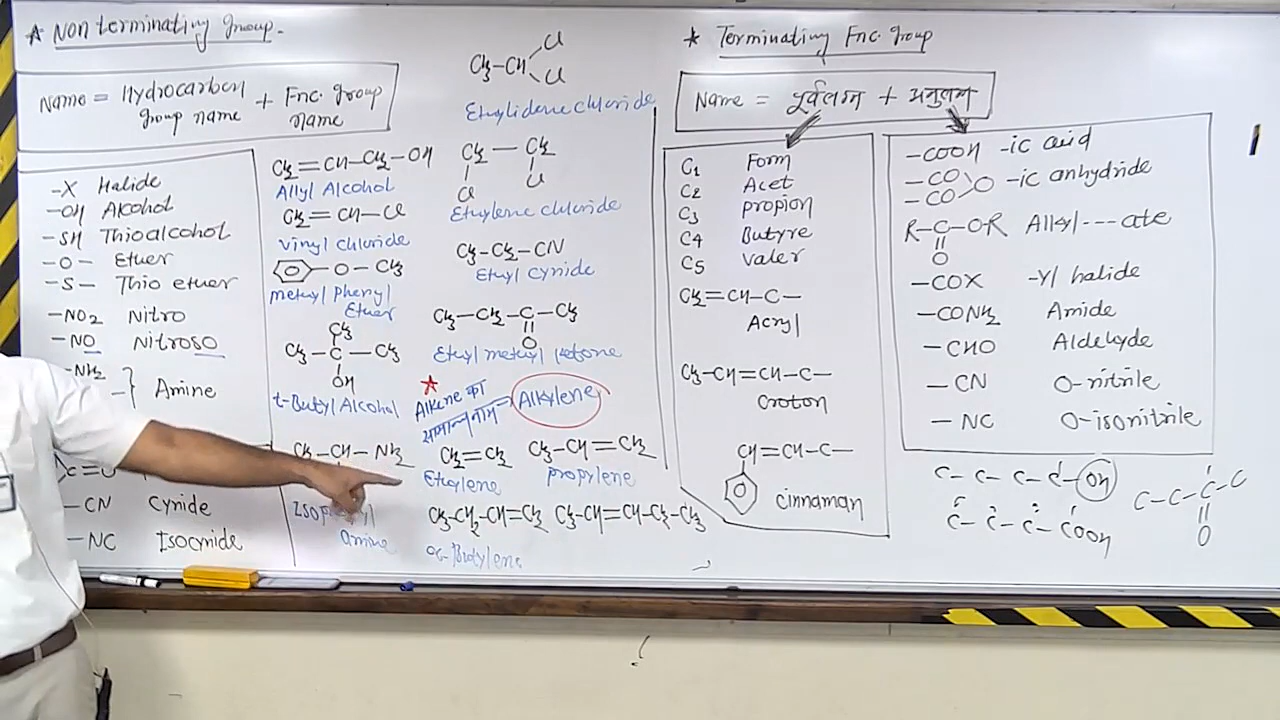 * Non terminating group.
Name = Hydrocarbon group name + Fnc. group name
-X Halide
-OH Alcohol
-SH Thioalcohol
-O- Ether
-S- Thio ether
-NO2 Nitro
-NO Nitroso
-NH2
- } Amine
-CN Cynide
-NC Isocynide
CH2=CH-CH2-OH
Allyl Alcohol
CH2=CH-Cl
Vinyl chloride
-O-CH3
Methyl Phenyl Ether
CH3
CH3-C-CH3
OH
t-Butyl Alcohol
CH3-CH-NH2
amine
CH3-CH
Cl
Cl
Ethylidene chloride
CH2-CH2
Cl Cl
Ethylene chloride
CH3-CH2-CN
Ethyl Cynide
CH3-CH2-C-CH3
O
Ethyl methyl ketone
* Alkene का सामान्य नाम Alkylene
CH2=CH2
Ethylene
CH3-CH=CH2
propylene
CH3-CH2-CH=CH2
α-Butylene
CH3-CH=CH-CH2-CH3
* Terminating Fnc. group
Name = पूर्वलग्न + अनुलग्न
C1 Form
C2 Acet
C3 propion
C4 Butyre
C5 Valer
CH2=CH-C-
Acryl
CH3-CH=CH-C-
Croton
CH=CH-C-
Cinnaman
-COOH -ic acid
-CO
-CO O -ic anhydride
R-C-OR Alkyl---ate
O
-COX -yl halide
-CONH2 Amide
-CHO Aldehyde
-CN O-nitrile
-NC O-isonitrile
C-C-C-C-OH
C-C-C-COOH
C-C-C-C
O